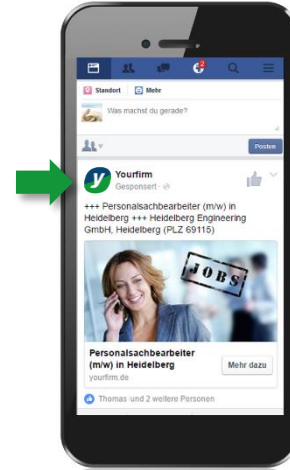 2
Standort Mehr
Was machst du gerade?
Posten
y Yourfirm
Gesponsert ·
+++ Personalsachbearbeiter (m/w) in
Heidelberg +++ Heidelberg Engineering
GmbH, Heidelberg (PLZ 69115)
JOBS
Personalsachbearbeiter
(m/w) in Heidelberg
Mehr dazu
yourfirm.de
Thomas und 2 weitere Personen